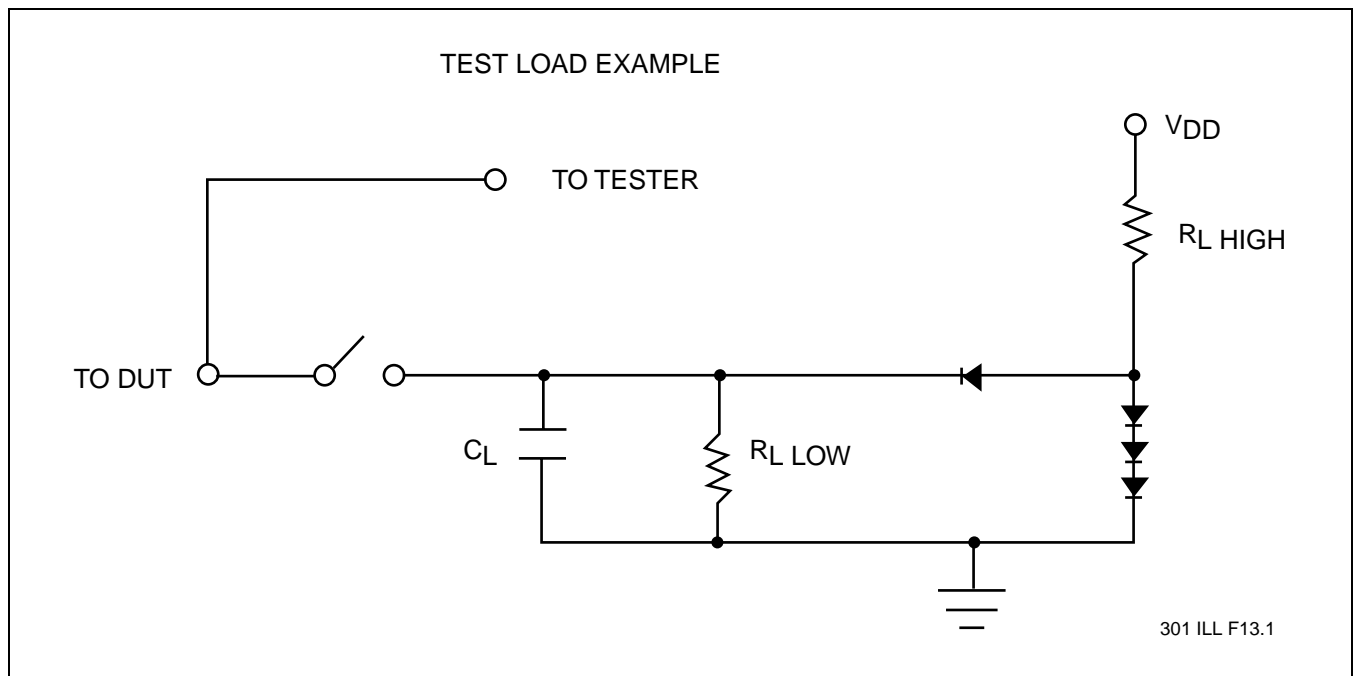 TEST LOAD EXAMPLE
VDD
TO TESTER
RL HIGH
TO DUT
CL
RL LOW
301 ILL F13.1